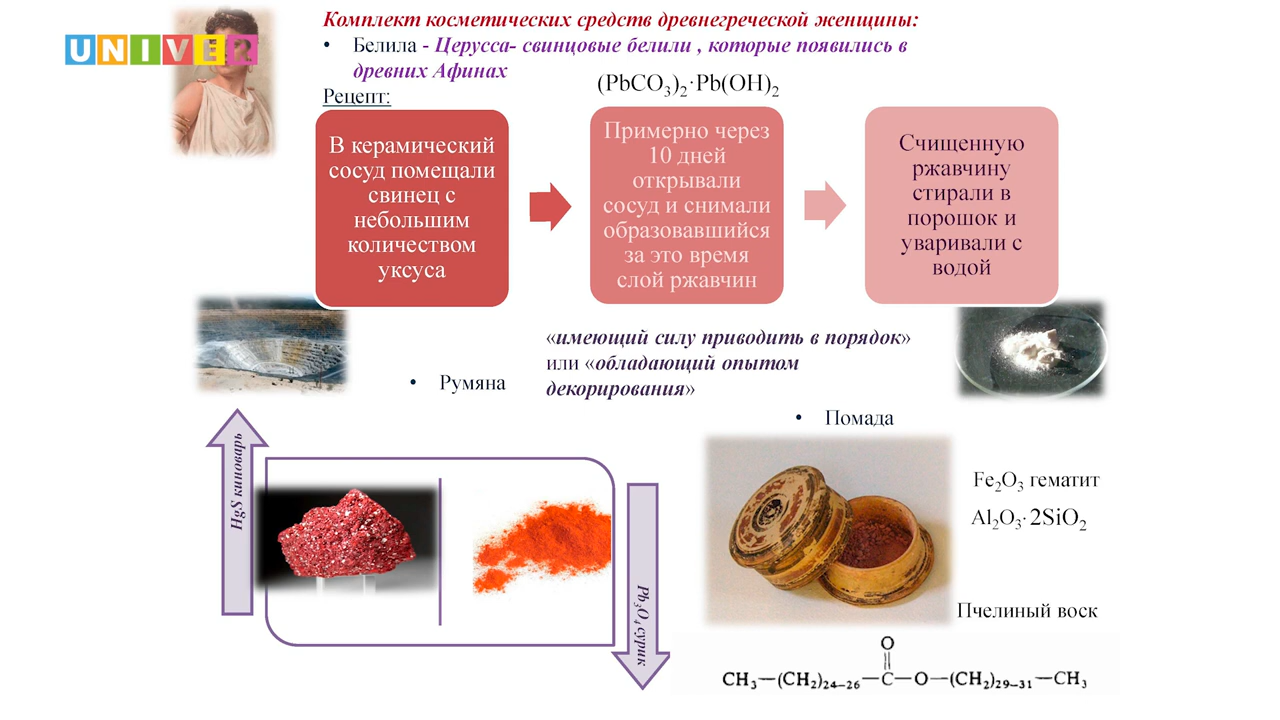 UNIVER
Комплект косметических средств древнегреческой женщины:
• Белила - Церусса- свинцовые белили , которые появились в
древних Афинах
(PbCO₃)₂·Pb(OH)₂
Рецепт:
В керамический
сосуд помещали
свинец с
небольшим
количеством
уксуса
Примерно через
10 дней
открывали
сосуд и снимали
образовавшийся
за это время
слой ржавчин
Счищенную
ржавчину
стирали в
порошок и
уваривали с
водой
«имеющий силу приводить в порядок»
или «обладающий опытом
декорирования»
• Румяна
• Помада
HgS киноварь
Pb₃O₄ сурик
Fe₂O₃ гематит
Al₂O₃· 2SiO₂
Пчелиный воск
O
CH₃—(CH₂)₂₄₋₂₆—C—O—(CH₂)₂₉₋₃₁—CH₃